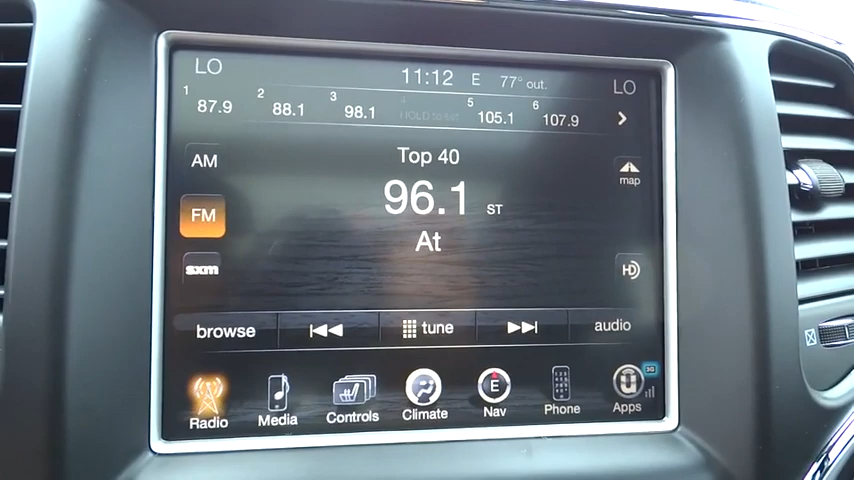 LO 11:12 E 77° out. LO
1 87.9 2 88.1 3 98.1 4 HOLD to set 5 105.1 6 107.9
AM Top 40 map
FM 96.1 ST
At
sxm HD
browse tune audio
Radio Media Controls Climate E Nav Phone Apps 3G